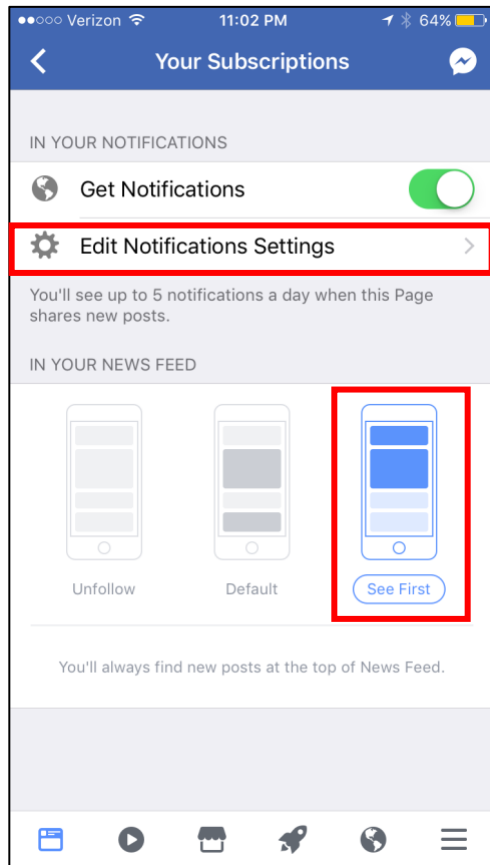 Verizon 11:02 PM 64%
Your Subscriptions
IN YOUR NOTIFICATIONS
Get Notifications
Edit Notifications Settings
You'll see up to 5 notifications a day when this Page
shares new posts.
IN YOUR NEWS FEED
Unfollow Default See First
You'll always find new posts at the top of News Feed.